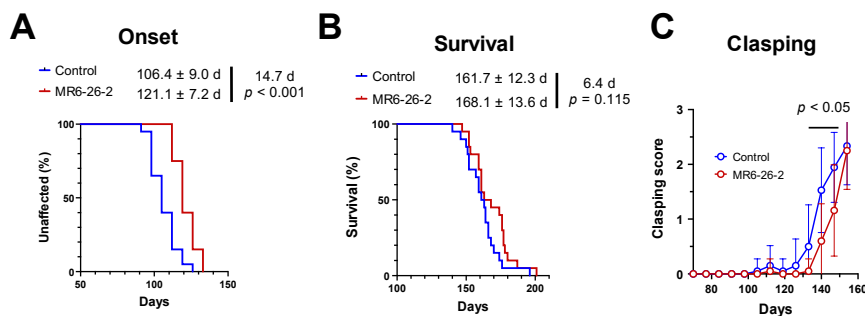 A
Onset
Control 106.4 ± 9.0 d
MR6-26-2 121.1 ± 7.2 d
14.7 d
p < 0.001
Unaffected (%)
100
50
0
50 100 150
Days
B
Survival
Control 161.7 ± 12.3 d
MR6-26-2 168.1 ± 13.6 d
6.4 d
p = 0.115
Survival (%)
100
50
0
100 150 200
Days
C
Clasping
p < 0.05
Control
MR6-26-2
Clasping score
3
2
1
0
80 100 120 140 160
Days